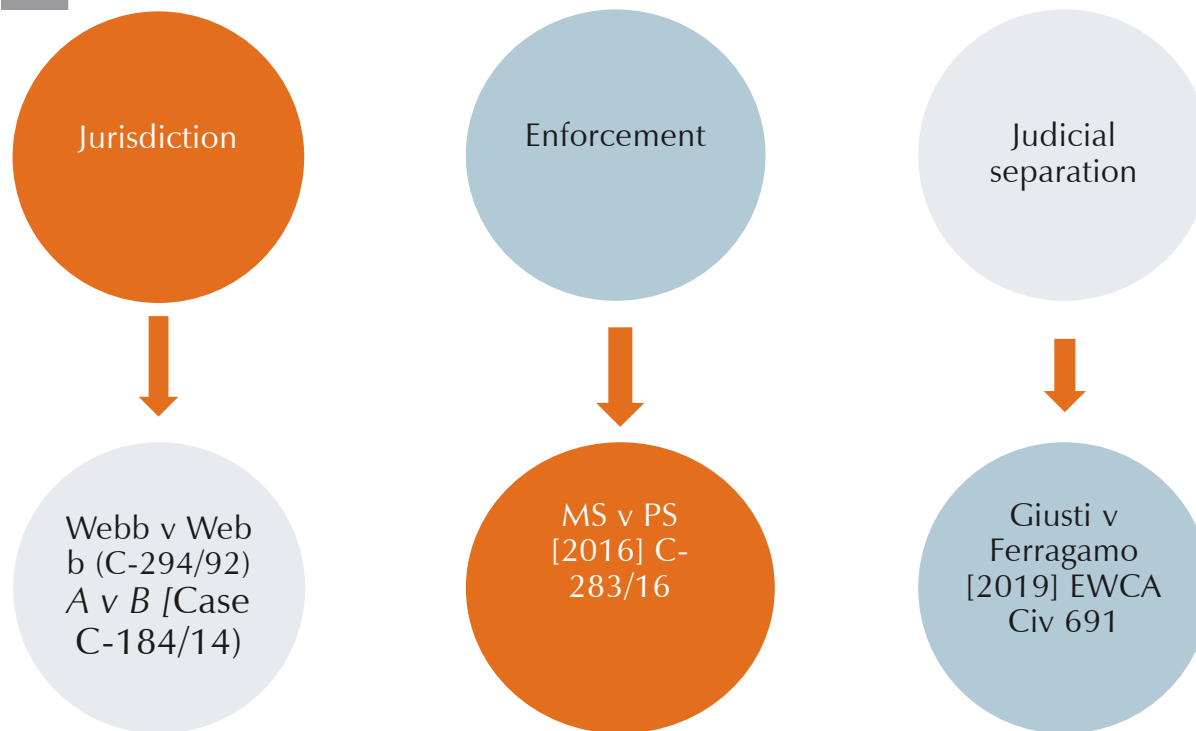 Jurisdiction
Enforcement
Judicial
separation
Webb v Web
b (C-294/92)
A v B [Case
C-184/14)
MS v PS
[2016] C-
283/16
Giusti v
Ferragamo
[2019] EWCA
Civ 691